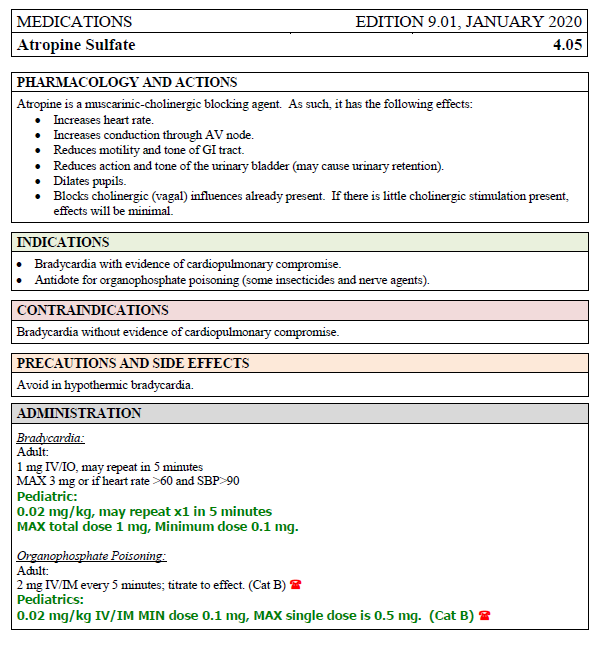 MEDICATIONS EDITION 9.01, JANUARY 2020
Atropine Sulfate 4.05
PHARMACOLOGY AND ACTIONS
Atropine is a muscarinic-cholinergic blocking agent. As such, it has the following effects:
• Increases heart rate.
• Increases conduction through AV node.
• Reduces motility and tone of GI tract.
• Reduces action and tone of the urinary bladder (may cause urinary retention).
• Dilates pupils.
• Blocks cholinergic (vagal) influences already present. If there is little cholinergic stimulation present,
effects will be minimal.
INDICATIONS
• Bradycardia with evidence of cardiopulmonary compromise.
• Antidote for organophosphate poisoning (some insecticides and nerve agents).
CONTRAINDICATIONS
Bradycardia without evidence of cardiopulmonary compromise.
PRECAUTIONS AND SIDE EFFECTS
Avoid in hypothermic bradycardia.
ADMINISTRATION
Bradycardia:
Adult:
1 mg IV/IO, may repeat in 5 minutes
MAX 3 mg or if heart rate >60 and SBP>90
Pediatric:
0.02 mg/kg, may repeat x1 in 5 minutes
MAX total dose 1 mg, Minimum dose 0.1 mg.
Organophosphate Poisoning:
Adult:
2 mg IV/IM every 5 minutes; titrate to effect. (Cat B) ☎
Pediatrics:
0.02 mg/kg IV/IM MIN dose 0.1 mg, MAX single dose is 0.5 mg. (Cat B) ☎